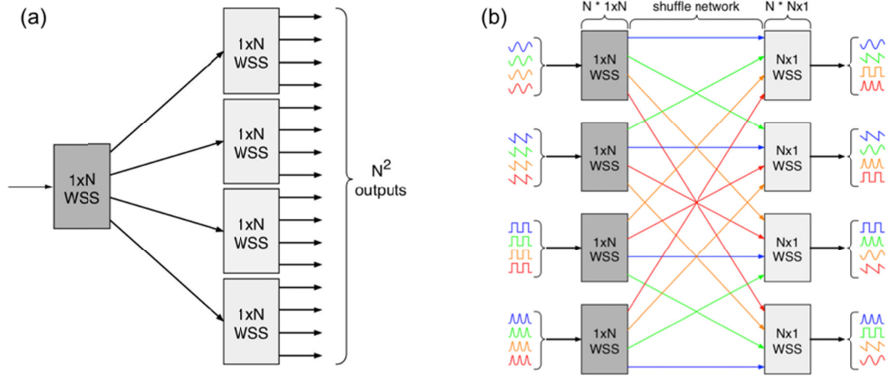 (a)
1xN
WSS
1xN
WSS
1xN
WSS
1xN
WSS
1xN
WSS
N²
outputs
(b)
N * 1xN
shuffle network
N * Nx1
1xN
WSS
Nx1
WSS
1xN
WSS
Nx1
WSS
1xN
WSS
Nx1
WSS
1xN
WSS
Nx1
WSS